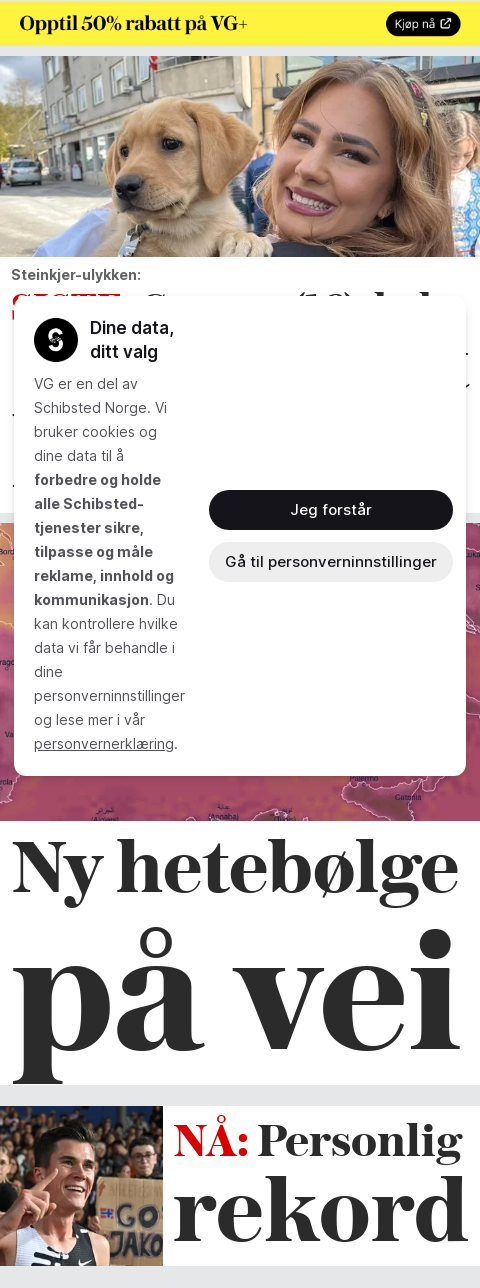 Opptil 50% rabatt på VG+
Kjøp nå
Steinkjer-ulykken:
Dine data,
ditt valg
VG er en del av
Schibsted Norge. Vi
bruker cookies og
dine data til å
forbedre og holde
alle Schibsted-
tjenester sikre,
tilpasse og måle
reklame, innhold og
kommunikasjon. Du
kan kontrollere hvilke
data vi får behandle i
dine
personverninnstillinger
og lese mer i vår
personvernerklæring.
Jeg forstår
Gå til personverninnstillinger
Palermo
Catania
Ny hetebølge
på vei
GO
JAKO
NÅ: Personlig
rekord